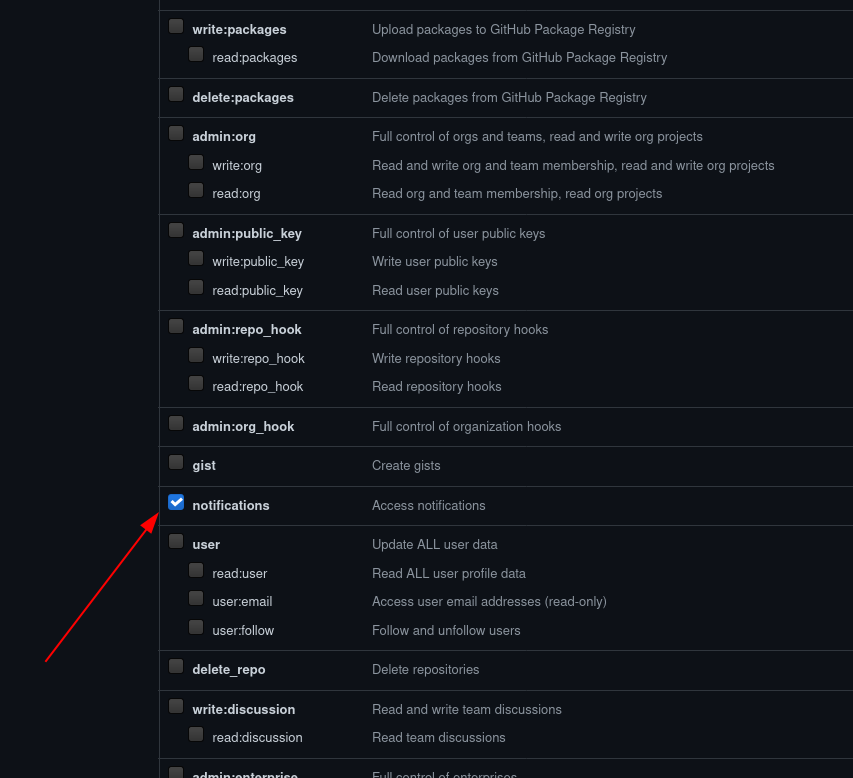 write:packages Upload packages to GitHub Package Registry
read:packages Download packages from GitHub Package Registry
delete:packages Delete packages from GitHub Package Registry
admin:org Full control of orgs and teams, read and write org projects
write:org Read and write org and team membership, read and write org projects
read:org Read org and team membership, read org projects
admin:public_key Full control of user public keys
write:public_key Write user public keys
read:public_key Read user public keys
admin:repo_hook Full control of repository hooks
write:repo_hook Write repository hooks
read:repo_hook Read repository hooks
admin:org_hook Full control of organization hooks
gist Create gists
notifications Access notifications
user Update ALL user data
read:user Read ALL user profile data
user:email Access user email addresses (read-only)
user:follow Follow and unfollow users
delete_repo Delete repositories
write:discussion Read and write team discussions
read:discussion Read team discussions
admin:enterprise Full control of enterprises